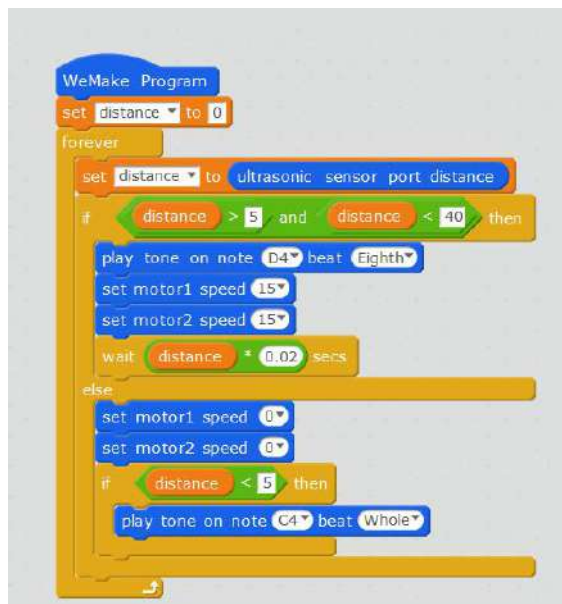 WeMake Program
set distance to 0
forever
set distance to ultrasonic sensor port distance
if distance > 5 and distance < 40 then
play tone on note D4 beat Eighth
set motor1 speed 15
set motor2 speed 15
wait distance * 0.02 secs
else
set motor1 speed 0
set motor2 speed 0
if distance < 5 then
play tone on note C4 beat Whole